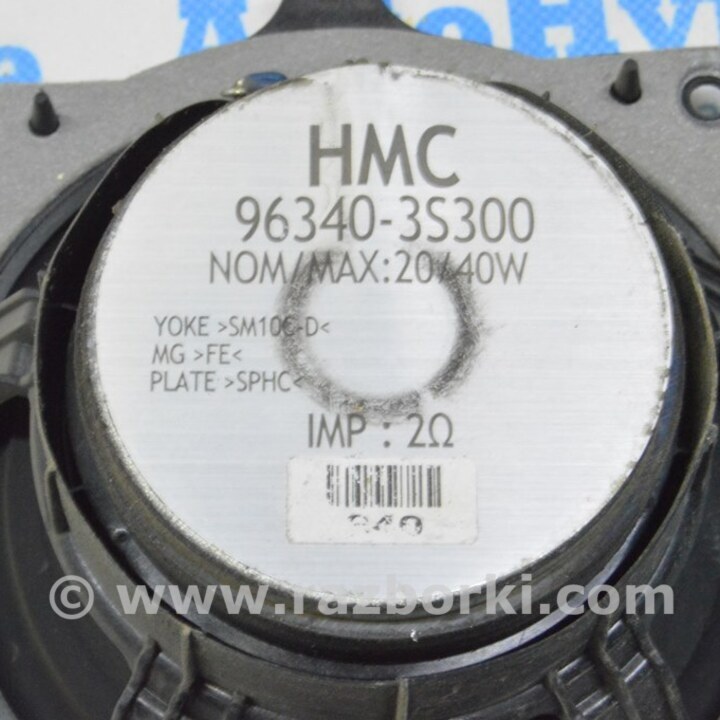 HMC
96340-3S300
NOM/MAX:20/40W
YOKE >SM10C-D<
MG >FE<
PLATE >SPHC<
IMP : 2Ω
© www.razborki.com